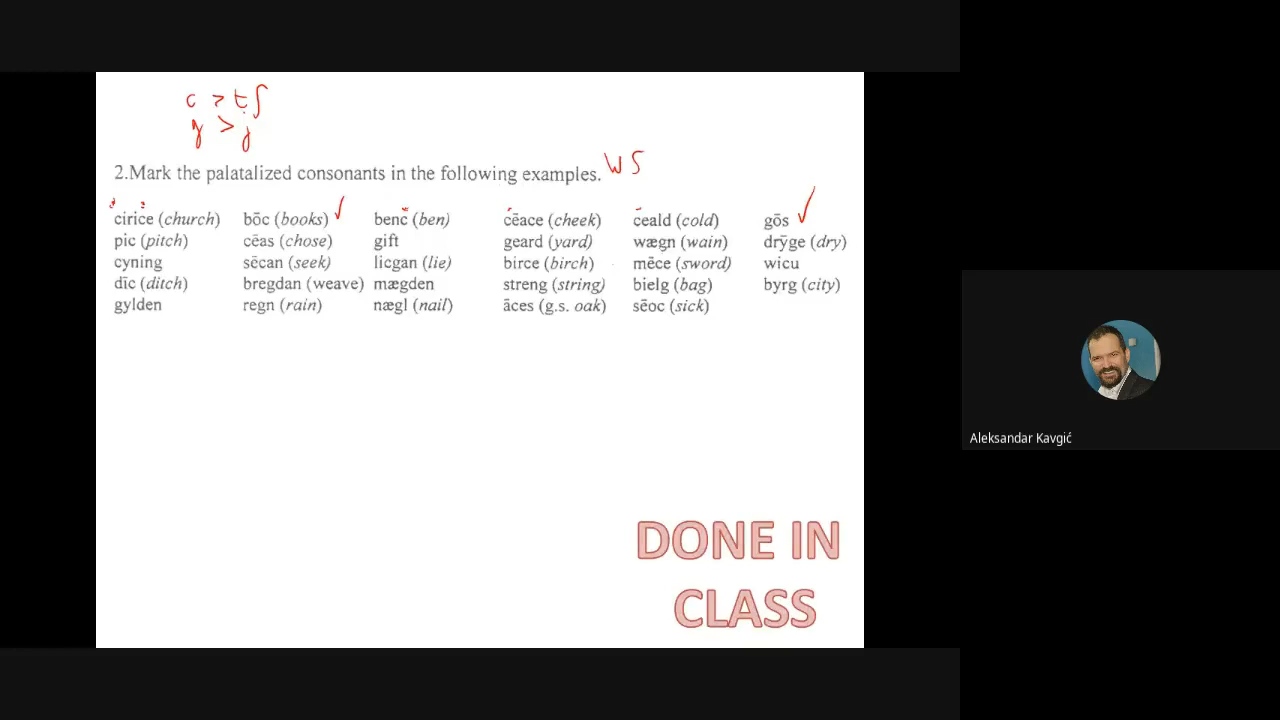 c > tʃ
g > j
2.Mark the palatalized consonants in the following examples. WS
cirice (church) bōc (books) ✓ benc (ben) cēace (cheek) ceald (cold) gōs ✓
pic (pitch) cēas (chose) gift geard (yard) wægn (wain) drȳge (dry)
cyning sēcan (seek) licgan (lie) birce (birch) mēce (sword) wicu
dīc (ditch) bregdan (weave) mægden streng (string) bielg (bag) byrg (city)
gylden regn (rain) nægl (nail) āces (g.s. oak) sēoc (sick)
DONE IN
CLASS
Aleksandar Kavgić